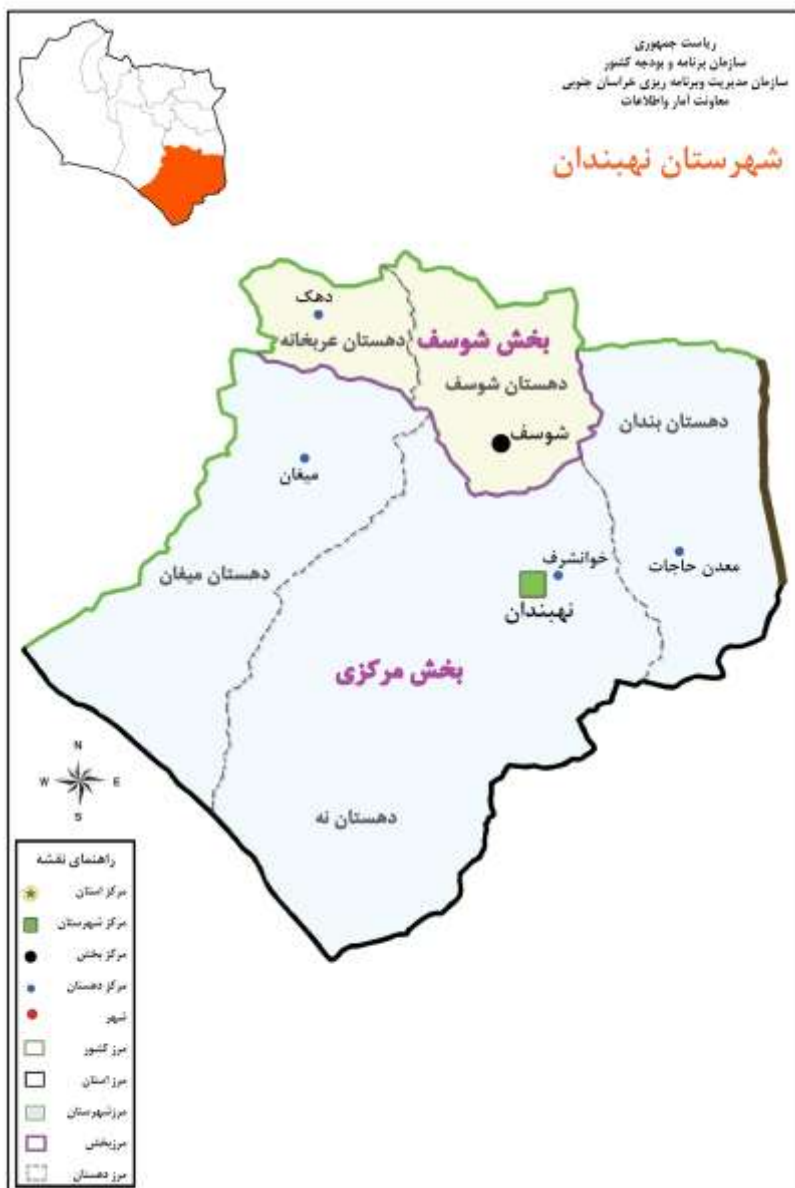 ریاست جمهوری
سازمان برنامه و بودجه کشور
سازمان مدیریت وبرنامه ریزی خراسان جنوبی
معاونت آمار واطلاعات
شهرستان نهبندان
دهک
دهستان عربخانه
بخش شوسف
دهستان شوسف
شوسف
دهستان بندان
میغان
دهستان میغان
خوانشرف
معدن حاجات
نهبندان
بخش مرکزی
دهستان نه
N
W E
S
راهنمای نقشه
مرکز استان
مرکز شهرستان
مرکز بخش
مرکز دهستان
شهر
مرز کشور
مرز استان
مرزشهرستان
مرزبخش
مرز دهستان